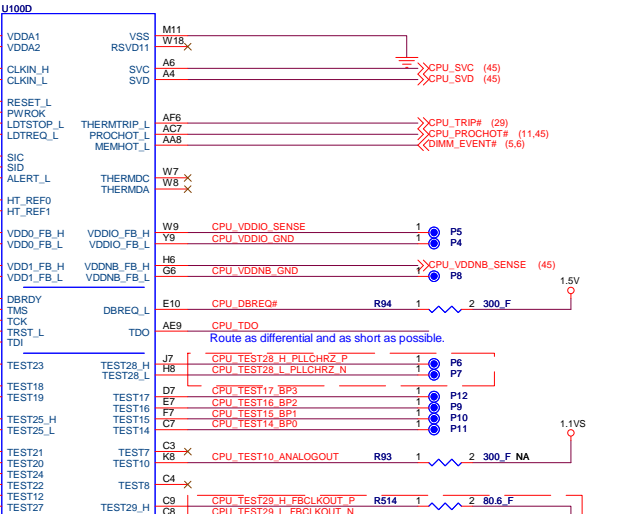 U100D
VDDA1 VSS M11
VDDA2 RSVD11 W18
CLKIN_H SVC A6 CPU_SVC (45)
CLKIN_L SVD A4 CPU_SVD (45)
RESET_L
PWROK
LDTSTOP_L THERMTRIP_L AF6 CPU_TRIP# (29)
LDTREQ_L PROCHOT_L AC7 CPU_PROCHOT# (11,45)
MEMHOT_L AA8 DIMM_EVENT# (5,6)
SIC
SID
ALERT_L THERMDC W7
THERMDA W8
HT_REF0
HT_REF1
VDD0_FB_H VDDIO_FB_H W9 CPU_VDDIO_SENSE 1 P5
VDD0_FB_L VDDIO_FB_L Y9 CPU_VDDIO_GND 1 P4
VDD1_FB_H VDDNB_FB_H H6 CPU_VDDNB_SENSE (45)
VDD1_FB_L VDDNB_FB_L G6 CPU_VDDNB_GND 1 P8
1.5V
DBRDY
TMS DBREQ_L E10 CPU_DBREQ# R94 1 2 300_F
TCK
TRST_L TDO AE9 CPU_TDO
TDI
Route as differential and as short as possible.
TEST23 TEST28_H J7 CPU_TEST28_H_PLLCHRZ_P 1 P6
TEST28_L H8 CPU_TEST28_L_PLLCHRZ_N 1 P7
TEST18
TEST19 TEST17 D7 CPU_TEST17_BP3 1 P12
TEST16 E7 CPU_TEST16_BP2 1 P9
TEST25_H TEST15 F7 CPU_TEST15_BP1 1 P10
TEST25_L TEST14 C7 CPU_TEST14_BP0 1 P11
1.1VS
TEST21 TEST7 C3
TEST20 TEST10 K8 CPU_TEST10_ANALOGOUT R93 1 2 300_F NA
TEST24
TEST22 TEST8 C4
TEST12
TEST27 TEST29_H C9 CPU_TEST29_H_FBCLKOUT_P R514 1 2 80.6_F
C8 CPU_TEST29_L_FBCLKOUT_N